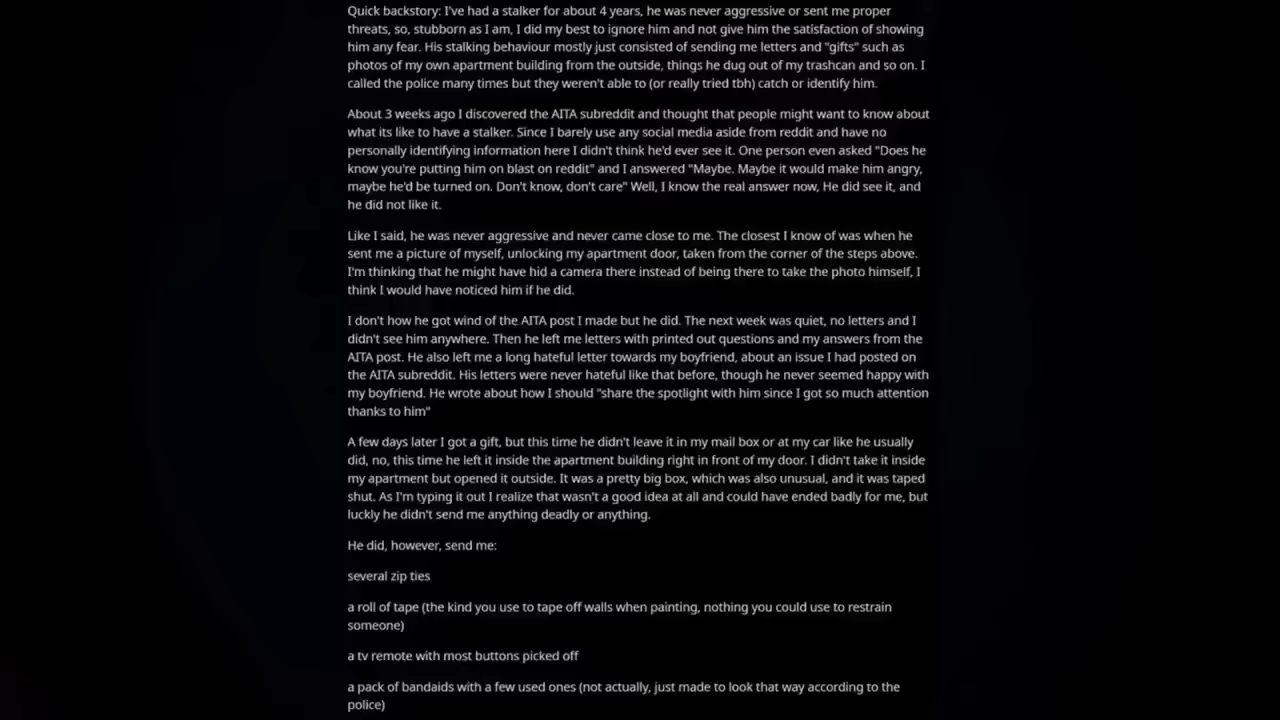 Quick backstory: I've had a stalker for about 4 years, he was never aggressive or sent me proper
threats, so, stubborn as I am, I did my best to ignore him and not give him the satisfaction of showing
him any fear. His stalking behaviour mostly just consisted of sending me letters and "gifts" such as
photos of my own apartment building from the outside, things he dug out of my trashcan and so on. I
called the police many times but they weren't able to (or really tried tbh) catch or identify him.
About 3 weeks ago I discovered the AITA subreddit and thought that people might want to know about
what its like to have a stalker. Since I barely use any social media aside from reddit and have no
personally identifying information here I didn't think he'd ever see it. One person even asked "Does he
know you're putting him on blast on reddit" and I answered "Maybe. Maybe it would make him angry,
maybe he'd be turned on. Don't know, don't care" Well, I know the real answer now, He did see it, and
he did not like it.
Like I said, he was never aggressive and never came close to me. The closest I know of was when he
sent me a picture of myself, unlocking my apartment door, taken from the corner of the steps above.
I'm thinking that he might have hid a camera there instead of being there to take the photo himself, I
think I would have noticed him if he did.
I don't how he got wind of the AITA post I made but he did. The next week was quiet, no letters and I
didn't see him anywhere. Then he left me letters with printed out questions and my answers from the
AITA post. He also left me a long hateful letter towards my boyfriend, about an issue I had posted on
the AITA subreddit. His letters were never hateful like that before, though he never seemed happy with
my boyfriend. He wrote about how I should "share the spotlight with him since I got so much attention
thanks to him"
A few days later I got a gift, but this time he didn't leave it in my mail box or at my car like he usually
did, no, this time he left it inside the apartment building right in front of my door. I didn't take it inside
my apartment but opened it outside. It was a pretty big box, which was also unusual, and it was taped
shut. As I'm typing it out I realize that wasn't a good idea at all and could have ended badly for me, but
luckly he didn't send me anything deadly or anything.
He did, however, send me:
several zip ties
a roll of tape (the kind you use to tape off walls when painting, nothing you could use to restrain
someone)
a tv remote with most buttons picked off
a pack of bandaids with a few used ones (not actually, just made to look that way according to the
police)